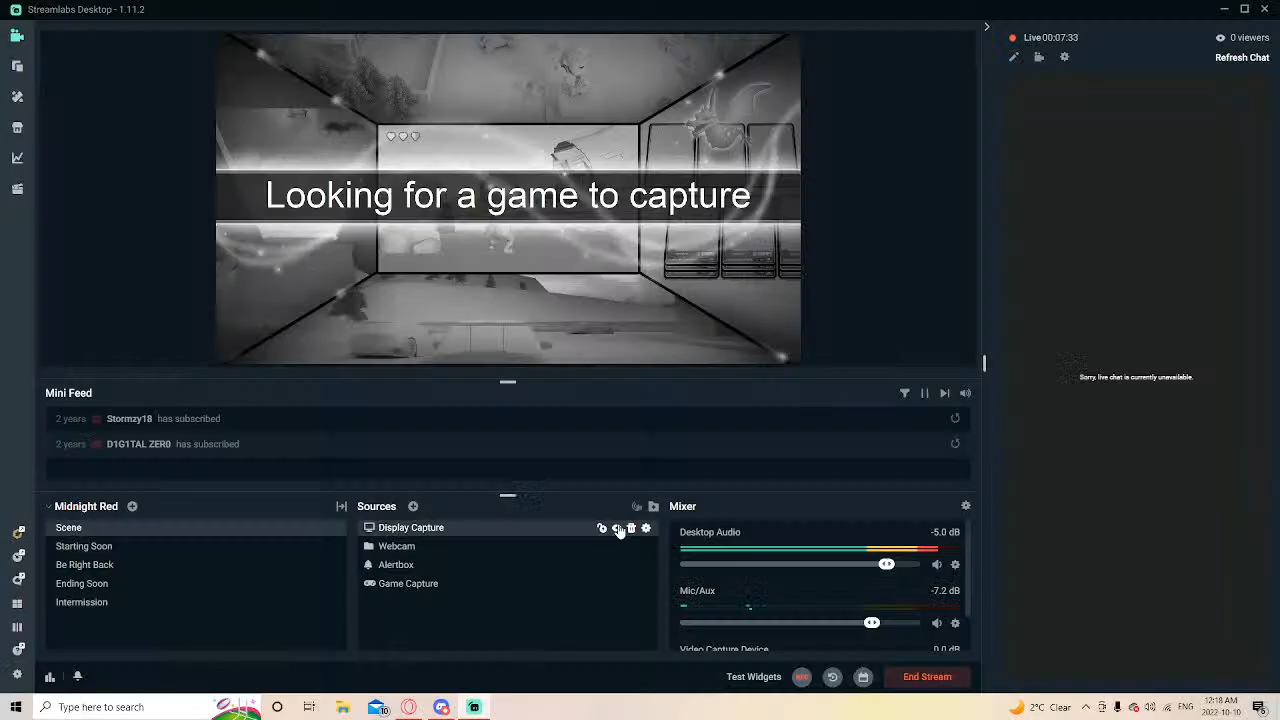 Streamlabs Desktop - 1.11.2
Live 00:07:33
0 viewers
Refresh Chat
Looking for a game to capture
Sorry, live chat is currently unavailable.
Mini Feed
2 years Stormzy18 has subscribed
2 years D1G1TAL ZER0 has subscribed
Midnight Red
Scene
Starting Soon
Be Right Back
Ending Soon
Intermission
Sources
Display Capture
Webcam
Alertbox
Game Capture
Mixer
Desktop Audio -5.0 dB
Mic/Aux -7.2 dB
Video Capture Device 0.0 dB
Test Widgets
REC
End Stream
Type here to search
10
2°C Clear
12:18 AM
2022-10-10